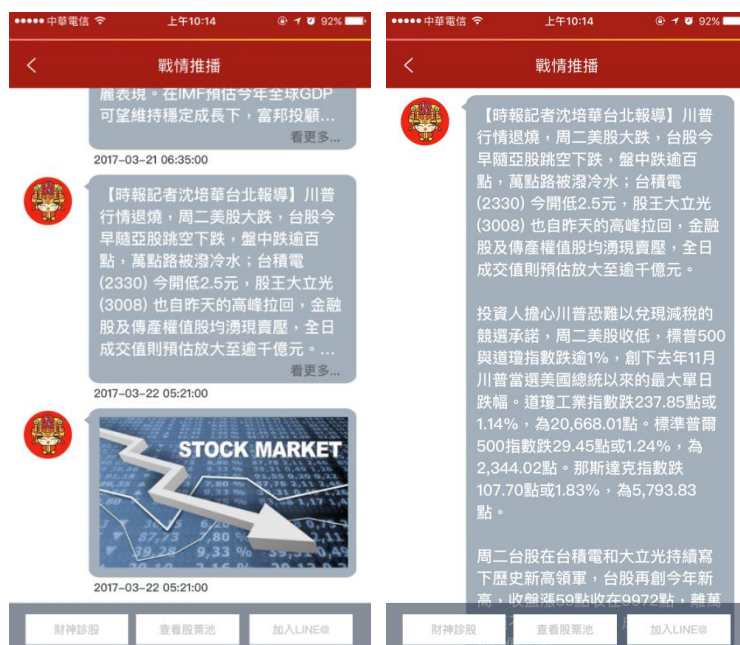 中華電信
上午10:14
92%
戰情推播
麗表現。在IMF預估今年全球GDP
可望維持穩定成長下，富邦投顧...
看更多...
2017-03-21 06:35:00
【時報記者沈培華台北報導】川普
行情退燒，周二美股大跌，台股今
早隨亞股跳空下跌，盤中跌逾百
點，萬點路被潑冷水；台積電
(2330) 今開低2.5元，股王大立光
(3008) 也自昨天的高峰拉回，金融
股及傳產權值股均湧現賣壓，全日
成交值則預估放大至逾千億元。...
看更多...
2017-03-22 05:21:00
STOCK MARKET
2017-03-22 05:21:00
財神診股
查看股票池
加入LINE@
中華電信
上午10:14
92%
戰情推播
【時報記者沈培華台北報導】川普
行情退燒，周二美股大跌，台股今
早隨亞股跳空下跌，盤中跌逾百
點，萬點路被潑冷水；台積電
(2330) 今開低2.5元，股王大立光
(3008) 也自昨天的高峰拉回，金融
股及傳產權值股均湧現賣壓，全日
成交值則預估放大至逾千億元。
投資人擔心川普恐難以兌現減稅的
競選承諾，周二美股收低，標普500
與道瓊指數跌逾1%，創下去年11月
川普當選美國總統以來的最大單日
跌幅。道瓊工業指數跌237.85點或
1.14%，為20,668.01點。標準普爾
500指數跌29.45點或1.24%，為
2,344.02點。那斯達克指數跌
107.70點或1.83%，為5,793.83
點。
周二台股在台積電和大立光持續寫
下歷史新高領軍，台股再創今年新
高，收盤漲59點收在9972點，離萬
財神診股
查看股票池
加入LINE@